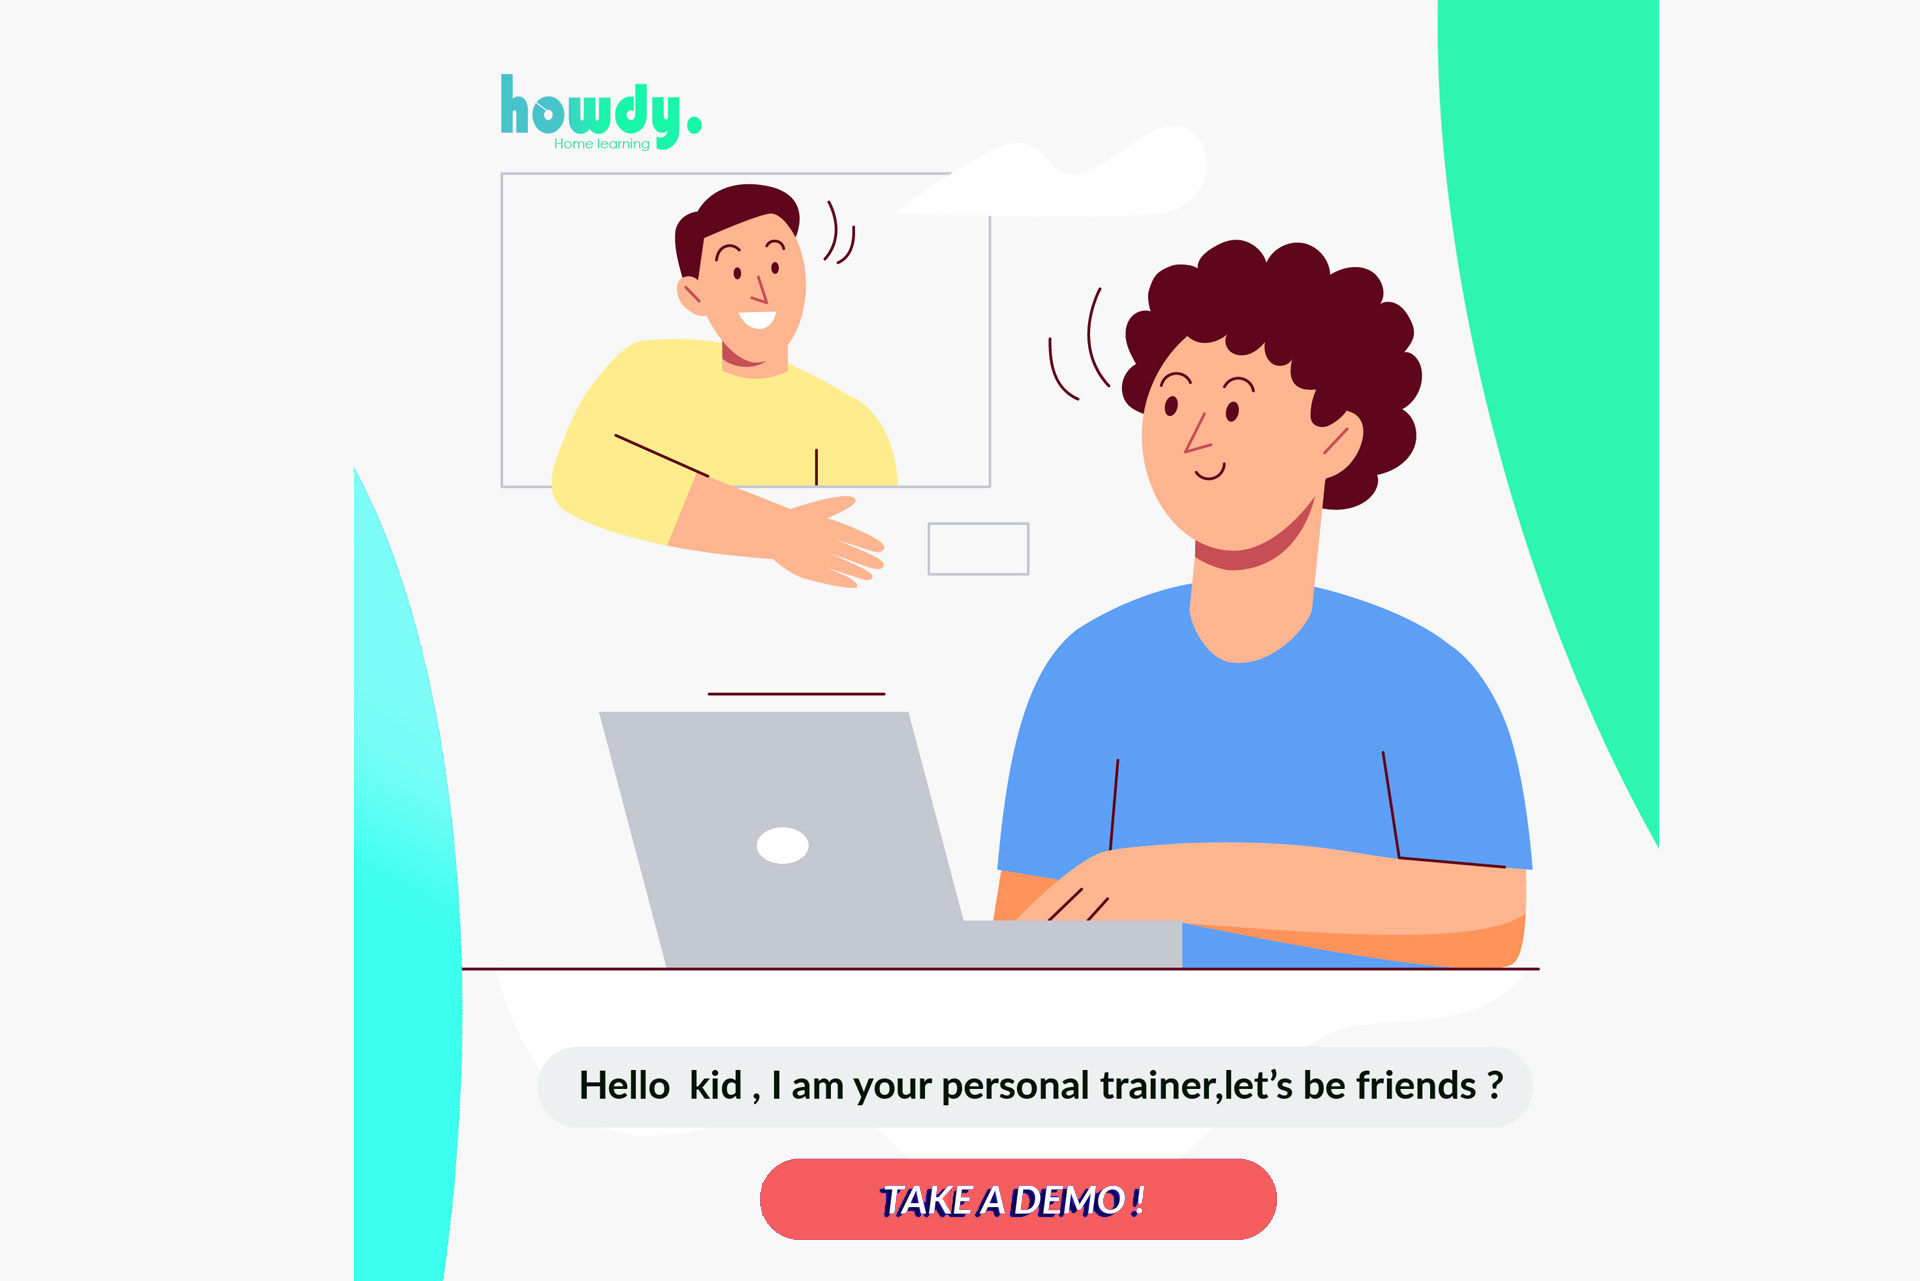 howdy.
Home learning
Hello kid , I am your personal trainer,let’s be friends ?
TAKE A DEMO !